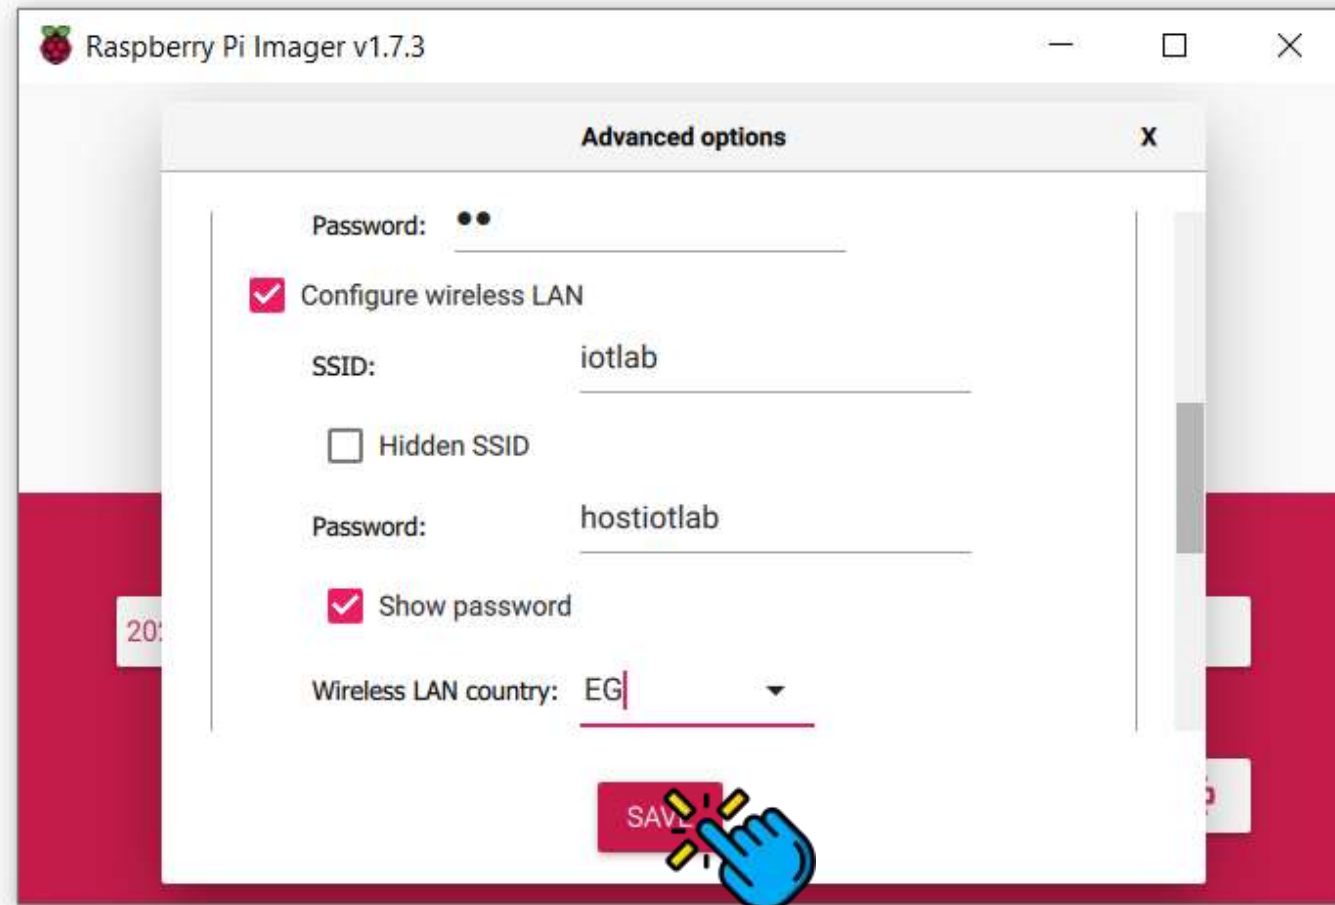 Raspberry Pi Imager v1.7.3
Advanced options X
Password: ••
Configure wireless LAN
SSID: iotlab
Hidden SSID
Password: hostiotlab
Show password
Wireless LAN country: EG
SAVE